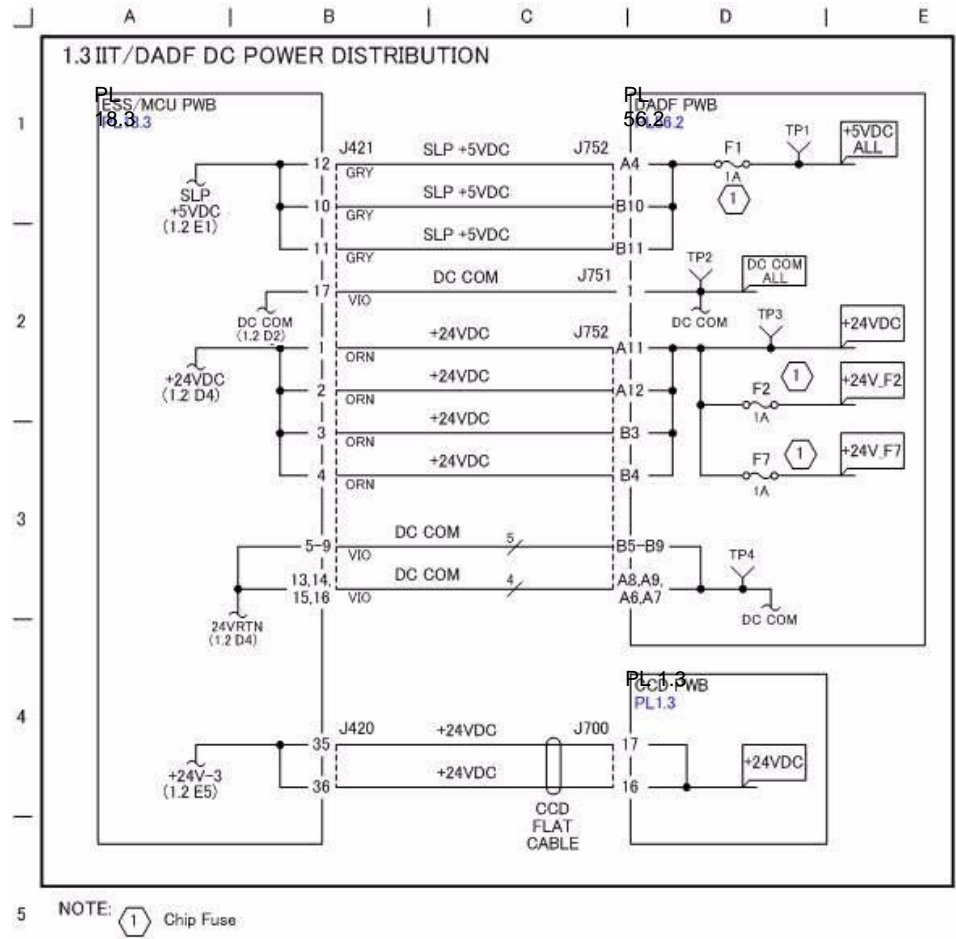 A B C D E
1.3 IIT/DADF DC POWER DISTRIBUTION
PL 18.3
ESS/MCU PWB
PL 56.2
DADF PWB
PL56.2
1
J421 SLP +5VDC J752
F1 TP1 +5VDC ALL
12 GRY A4
1A
1
SLP +5VDC (1.2 E1)
SLP +5VDC
10 GRY B10
SLP +5VDC
11 GRY B11
DC COM J751
TP2 DC COM ALL
17 VIO 1
DC COM (1.2 D2)
DC COM
2
TP3 +24VDC
+24VDC J752
1 ORN A11
+24VDC (1.2 D4)
+24VDC
2 ORN A12
F2 1 +24V_F2
1A
+24VDC
3 ORN B3
+24VDC
4 ORN B4
F7 1 +24V_F7
1A
3
DC COM 5
5-9 VIO B5-B9
DC COM 4
13,14, 15,16 VIO A8,A9, A6,A7
TP4
DC COM
24VRTN (1.2 D4)
PL 1.3
CCD PWB
PL1.3
4
J420 +24VDC J700
35 17
+24V-3 (1.2 E5)
+24VDC
36 16
+24VDC
CCD FLAT CABLE
5
NOTE: 1 Chip Fuse